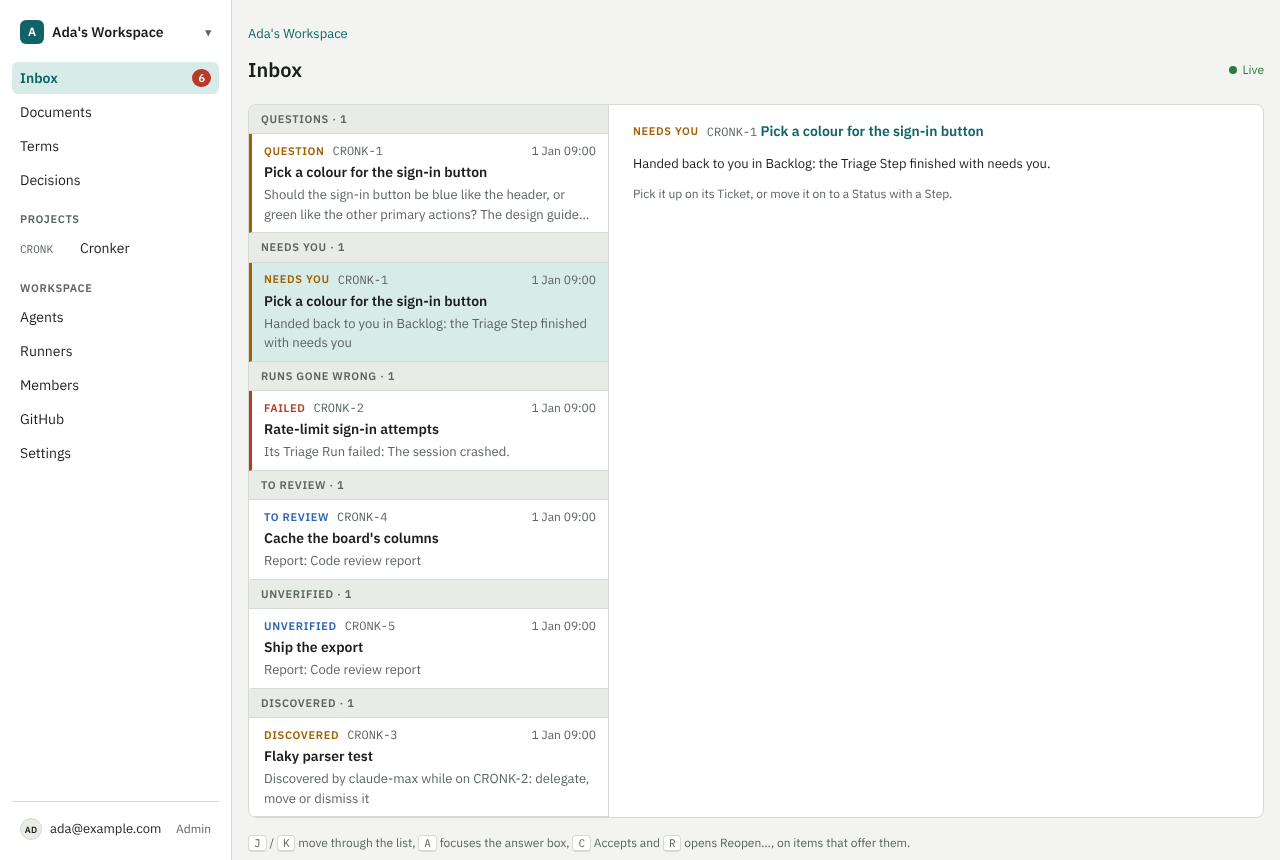 A Ada's Workspace ▾
Inbox 6
Documents
Terms
Decisions
PROJECTS
CRONK Cronker
WORKSPACE
Agents
Runners
Members
GitHub
Settings
AD ada@example.com Admin
Ada's Workspace
Inbox
Live
QUESTIONS · 1
QUESTION CRONK-1 1 Jan 09:00
Pick a colour for the sign-in button
Should the sign-in button be blue like the header, or
green like the other primary actions? The design guide…
NEEDS YOU · 1
NEEDS YOU CRONK-1 1 Jan 09:00
Pick a colour for the sign-in button
Handed back to you in Backlog: the Triage Step finished
with needs you
RUNS GONE WRONG · 1
FAILED CRONK-2 1 Jan 09:00
Rate-limit sign-in attempts
Its Triage Run failed: The session crashed.
TO REVIEW · 1
TO REVIEW CRONK-4 1 Jan 09:00
Cache the board's columns
Report: Code review report
UNVERIFIED · 1
UNVERIFIED CRONK-5 1 Jan 09:00
Ship the export
Report: Code review report
DISCOVERED · 1
DISCOVERED CRONK-3 1 Jan 09:00
Flaky parser test
Discovered by claude-max while on CRONK-2: delegate,
move or dismiss it
NEEDS YOU CRONK-1 Pick a colour for the sign-in button
Handed back to you in Backlog: the Triage Step finished with needs you.
Pick it up on its Ticket, or move it on to a Status with a Step.
J / K move through the list, A focuses the answer box, C Accepts and R opens Reopen…, on items that offer them.